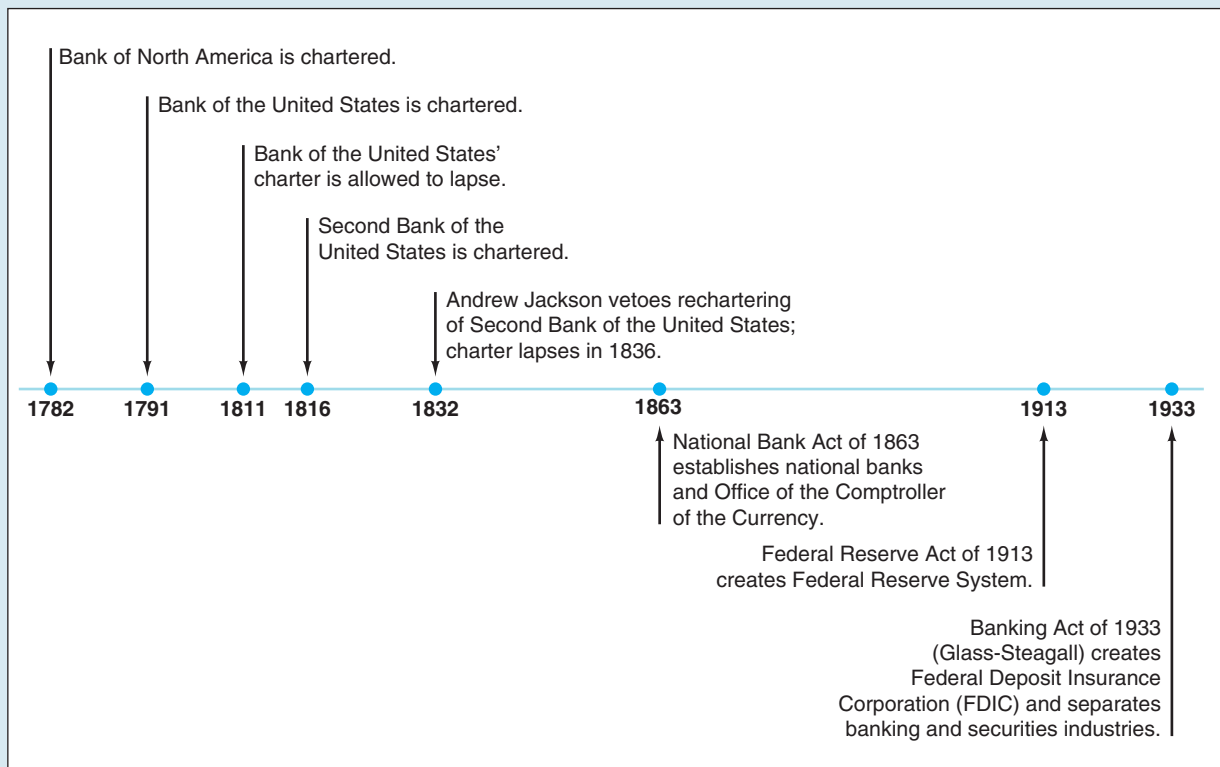 Bank of North America is chartered.
Bank of the United States is chartered.
Bank of the United States’
charter is allowed to lapse.
Second Bank of the
United States is chartered.
Andrew Jackson vetoes rechartering
of Second Bank of the United States;
charter lapses in 1836.
1782 1791 1811 1816 1832 1863 1913 1933
National Bank Act of 1863
establishes national banks
and Office of the Comptroller
of the Currency.
Federal Reserve Act of 1913
creates Federal Reserve System.
Banking Act of 1933
(Glass-Steagall) creates
Federal Deposit Insurance
Corporation (FDIC) and separates
banking and securities industries.